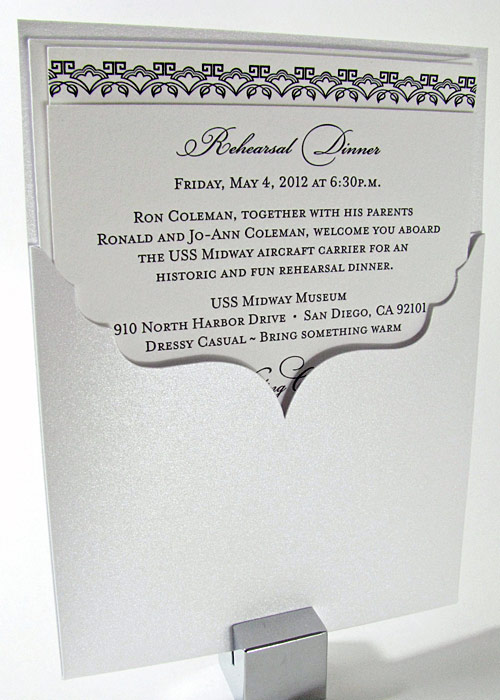 Rehearsal Dinner
Friday, May 4, 2012 at 6:30p.m.
Ron Coleman, together with his parents
Ronald and Jo-Ann Coleman, welcome you aboard
the USS Midway aircraft carrier for an
historic and fun rehearsal dinner.
USS Midway Museum
910 North Harbor Drive • San Diego, CA 92101
Dressy Casual ~ Bring something warm